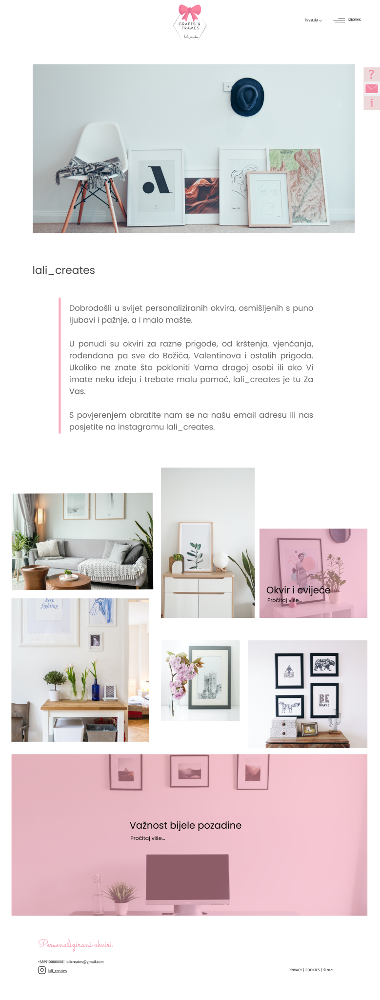 CRAFTS &
FRAMES
lali_creates
hrvatski
IZBORNIK
?
i
lali_creates
Dobrodošli u svijet personaliziranih okvira, osmišljenih s puno
ljubavi i pažnje, a i malo mašte.
U ponudi su okviri za razne prigode, od krštenja, vjenčanja,
rođendana pa sve do Božića, Valentinova i ostalih prigoda.
Ukoliko ne znate što pokloniti Vama dragoj osobi ili ako Vi
imate neku ideju i trebate malu pomoć, lali_creates je tu Za
Vas.
S povjerenjem obratite nam se na našu email adresu ili nas
posjetite na instagramu lali_creates.
Okvir i cvijeće
Pročitaj više...
keep
fighting
BE
BRAVE
Važnost bijele pozadine
Pročitaj više...
Personalizirani okviri
+385910000000| lalicreates@gmail.com
lali_creates
PRIVACY | COOKIES | ©2021